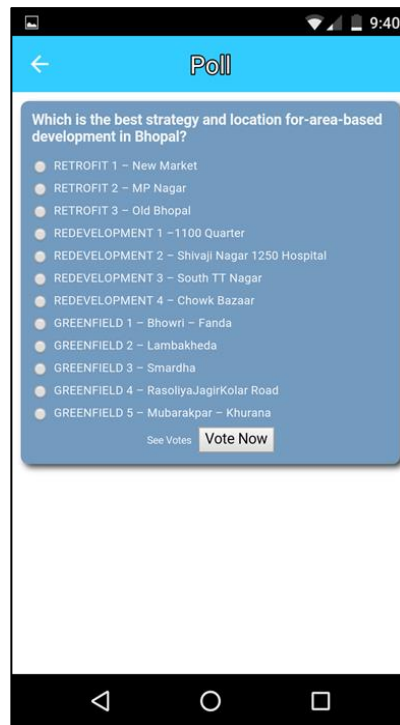 9:40
Poll
Which is the best strategy and location for-area-based
development in Bhopal?
RETROFIT 1 – New Market
RETROFIT 2 – MP Nagar
RETROFIT 3 – Old Bhopal
REDEVELOPMENT 1 –1100 Quarter
REDEVELOPMENT 2 – Shivaji Nagar 1250 Hospital
REDEVELOPMENT 3 – South TT Nagar
REDEVELOPMENT 4 – Chowk Bazaar
GREENFIELD 1 – Bhowri – Fanda
GREENFIELD 2 – Lambakheda
GREENFIELD 3 – Smardha
GREENFIELD 4 – RasoliyaJagirKolar Road
GREENFIELD 5 – Mubarakpar – Khurana
See Votes Vote Now